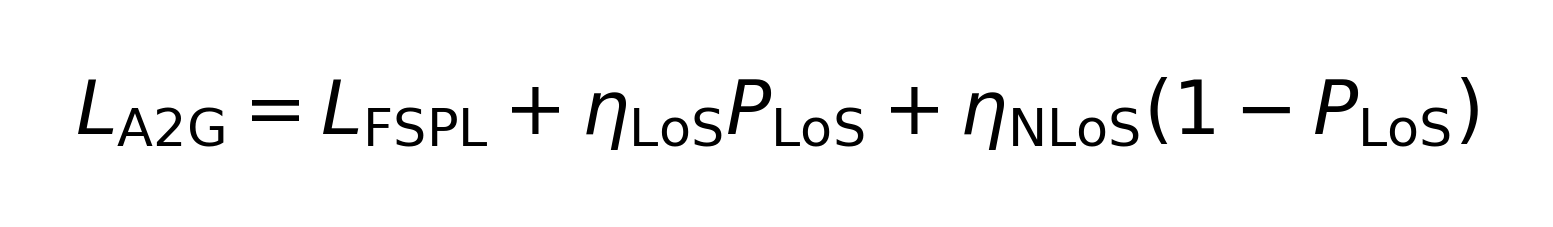 L_A2G = L_FSPL + η_LoS P_LoS + η_NLoS (1 − P_LoS)